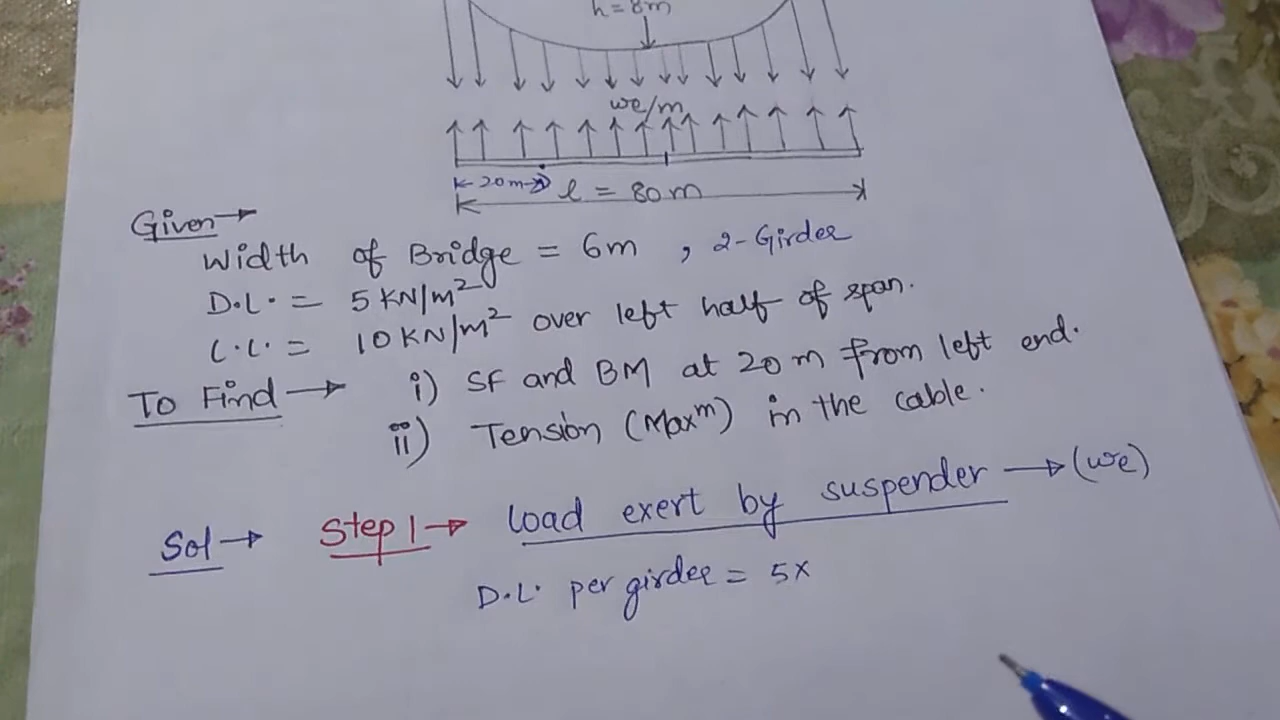 h = 8m
we/m
20m
l = 80m
Given →
Width of Bridge = 6m , 2-Girder
D.L. = 5 KN/m²
L.L. = 10 KN/m² over left half of span.
To Find → i) SF and BM at 20 m from left end.
ii) Tension (Maxᵐ) in the cable.
Sol → Step 1 → load exert by suspender → (we)
D.L. per girder = 5x